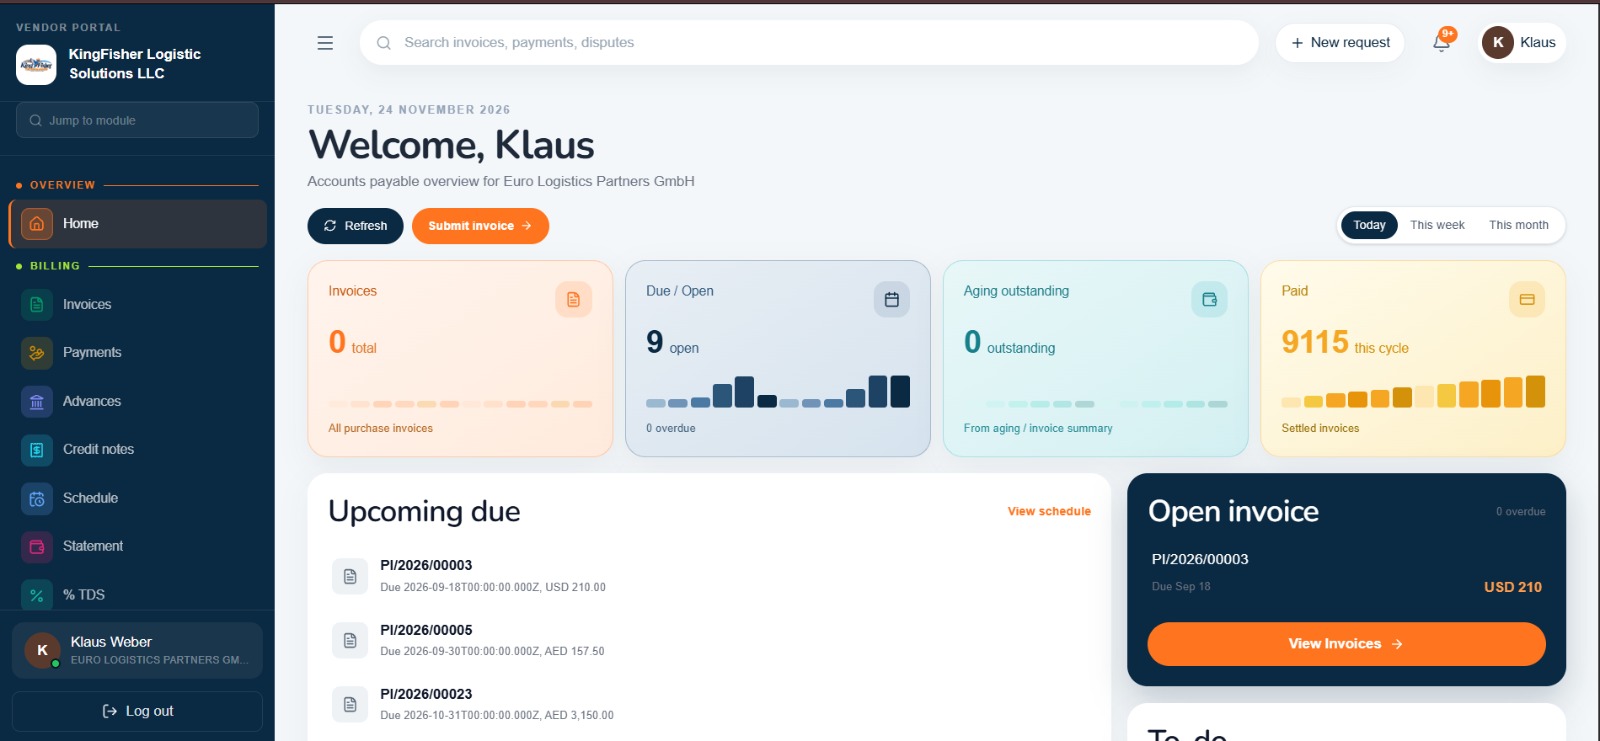 VENDOR PORTAL
KingFisher Logistic
Solutions LLC
Jump to module
OVERVIEW
Home
BILLING
Invoices
Payments
Advances
Credit notes
Schedule
Statement
% TDS
K
Klaus Weber
EURO LOGISTICS PARTNERS GM...
Log out
Search invoices, payments, disputes
New request
9+
K
Klaus
TUESDAY, 24 NOVEMBER 2026
Welcome, Klaus
Accounts payable overview for Euro Logistics Partners GmbH
Refresh
Submit invoice
Today
This week
This month
Invoices
0 total
All purchase invoices
Due / Open
9 open
0 overdue
Aging outstanding
0 outstanding
From aging / invoice summary
Paid
9115 this cycle
Settled invoices
Upcoming due
View schedule
PI/2026/00003
Due 2026-09-18T00:00:00.000Z, USD 210.00
PI/2026/00005
Due 2026-09-30T00:00:00.000Z, AED 157.50
PI/2026/00023
Due 2026-10-31T00:00:00.000Z, AED 3,150.00
Open invoice
0 overdue
PI/2026/00003
Due Sep 18
USD 210
View Invoices
To-do